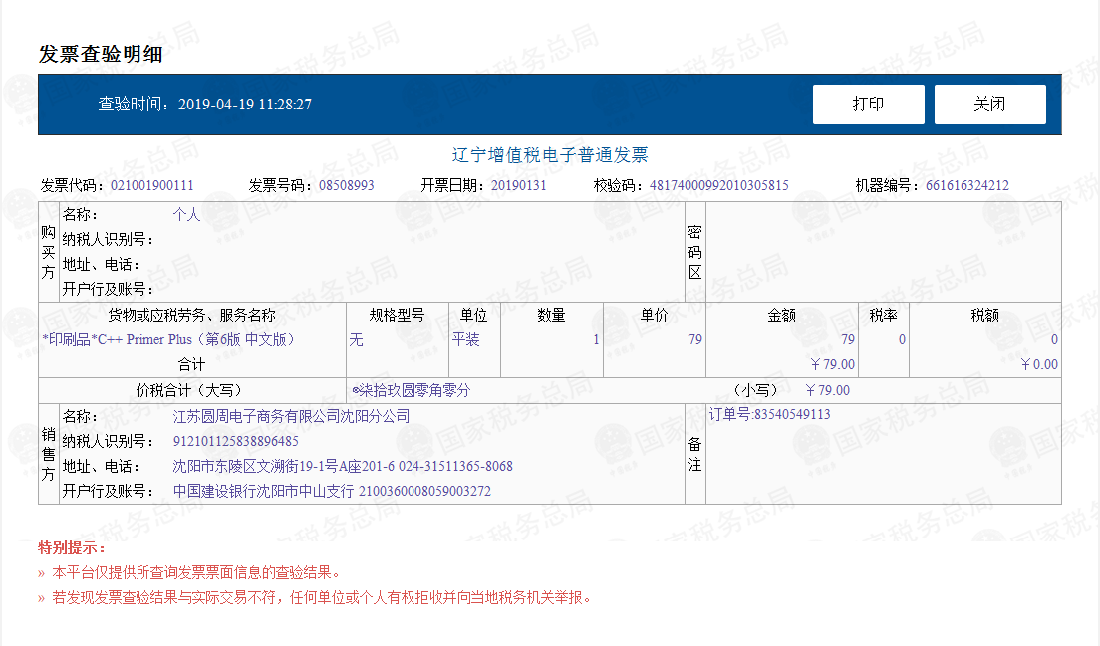 发票查验明细
查验时间：2019-04-19 11:28:27 打印 关闭
辽宁增值税电子普通发票
发票代码：021001900111 发票号码：08508993 开票日期：20190131 校验码：48174000992010305815 机器编号：661616324212
购买方
名称： 个人
纳税人识别号：
地址、电话：
开户行及账号：
密码区
货物或应税劳务、服务名称 规格型号 单位 数量 单价 金额 税率 税额
*印刷品*C++ Primer Plus（第6版 中文版） 无 平装 1 79 79 0 0
合计 ￥79.00 ￥0.00
价税合计（大写） ⊗柒拾玖圆零角零分 （小写） ￥79.00
销售方
名称： 江苏圆周电子商务有限公司沈阳分公司
纳税人识别号： 912101125838896485
地址、电话： 沈阳市东陵区文溯街19-1号A座201-6 024-31511365-8068
开户行及账号： 中国建设银行沈阳市中山支行 2100360008059003272
备注
订单号:83540549113
特别提示：
» 本平台仅提供所查询发票票面信息的查验结果。
» 若发现发票查验结果与实际交易不符，任何单位或个人有权拒收并向当地税务机关举报。
国家税务总局